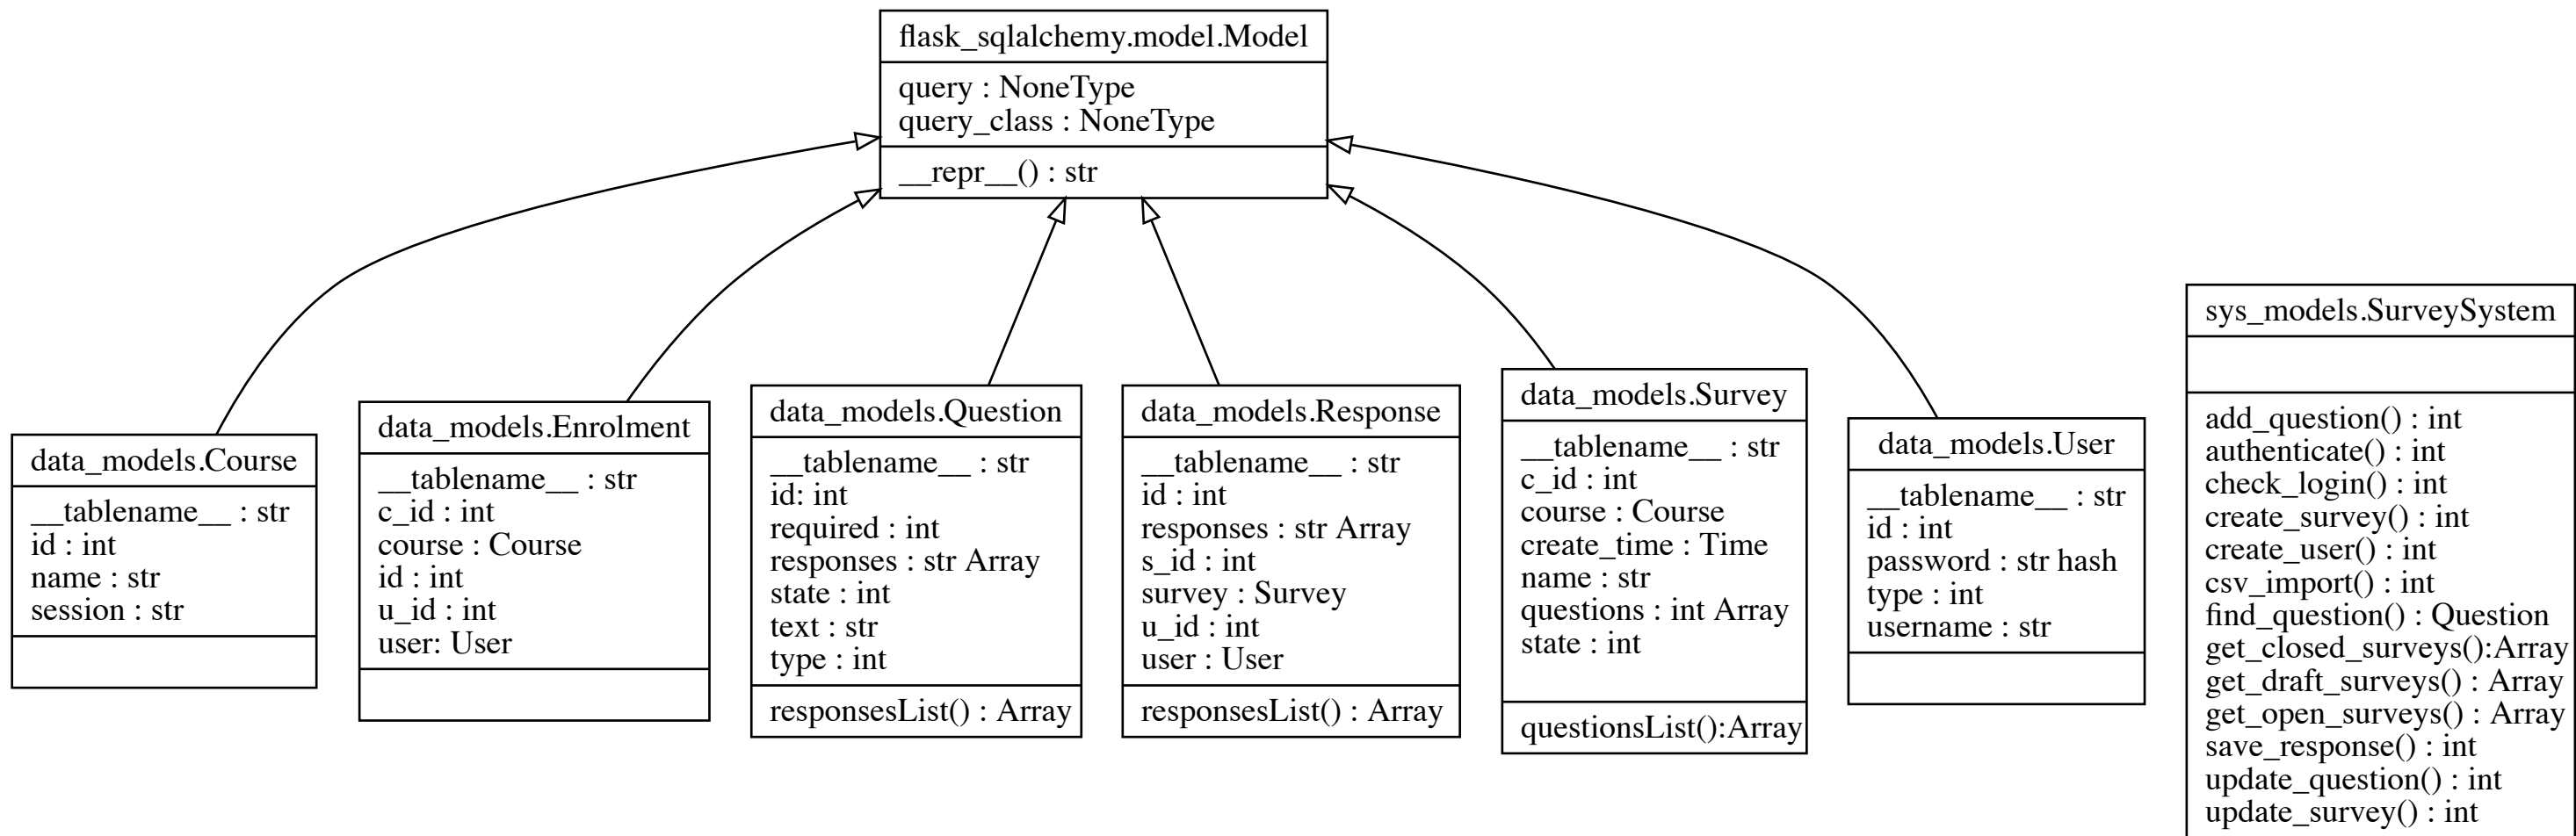 flask_sqlalchemy.model.Model
query : NoneType
query_class : NoneType
__repr__() : str
data_models.Course
__tablename__ : str
id : int
name : str
session : str
data_models.Enrolment
__tablename__ : str
c_id : int
course : Course
id : int
u_id : int
user: User
data_models.Question
__tablename__ : str
id: int
required : int
responses : str Array
state : int
text : str
type : int
responsesList() : Array
data_models.Response
__tablename__ : str
id : int
responses : str Array
s_id : int
survey : Survey
u_id : int
user : User
responsesList() : Array
data_models.Survey
__tablename__ : str
c_id : int
course : Course
create_time : Time
name : str
questions : int Array
state : int
questionsList():Array
data_models.User
__tablename__ : str
id : int
password : str hash
type : int
username : str
sys_models.SurveySystem
add_question() : int
authenticate() : int
check_login() : int
create_survey() : int
create_user() : int
csv_import() : int
find_question() : Question
get_closed_surveys():Array
get_draft_surveys() : Array
get_open_surveys() : Array
save_response() : int
update_question() : int
update_survey() : int